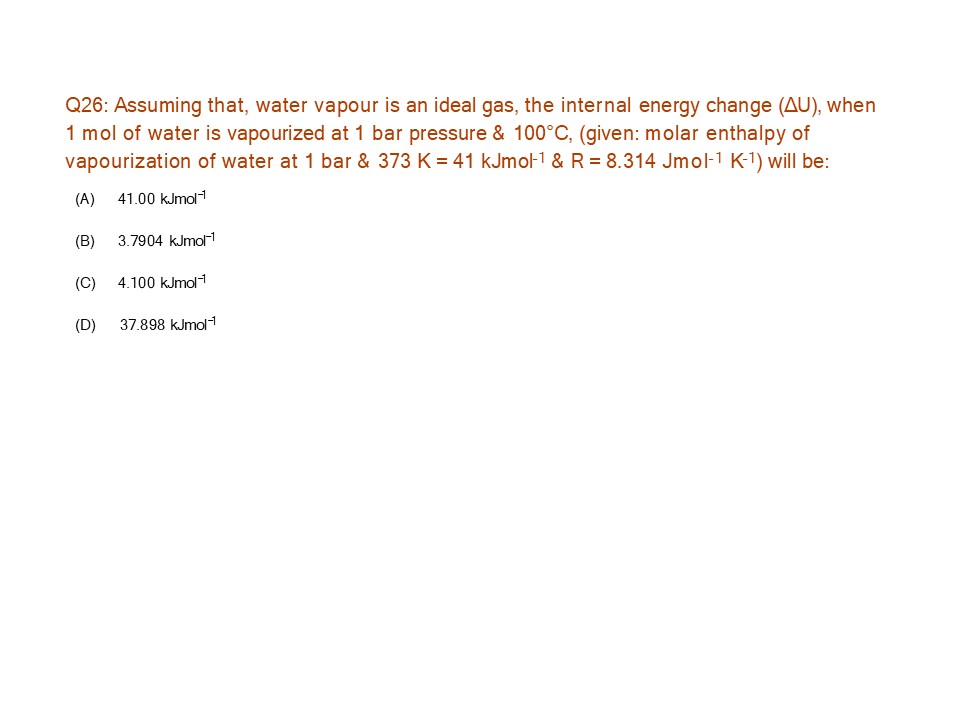 Q26: Assuming that, water vapour is an ideal gas, the internal energy change (ΔU), when
1 mol of water is vapourized at 1 bar pressure & 100°C, (given: molar enthalpy of
vapourization of water at 1 bar & 373 K = 41 kJmol⁻¹ & R = 8.314 Jmol⁻¹ K⁻¹) will be:
(A) 41.00 kJmol⁻¹
(B) 3.7904 kJmol⁻¹
(C) 4.100 kJmol⁻¹
(D) 37.898 kJmol⁻¹